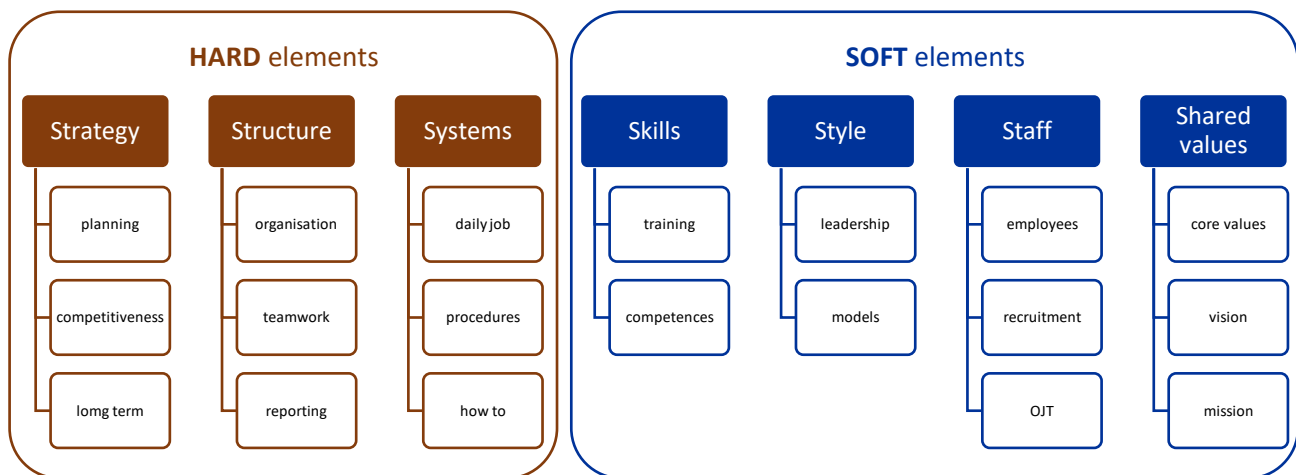 HARD elements
SOFT elements
Strategy
Structure
Systems
Skills
Style
Staff
Shared
values
planning
organisation
daily job
training
leadership
employees
core values
competitiveness
teamwork
procedures
competences
models
recruitment
vision
lomg term
reporting
how to
OJT
mission